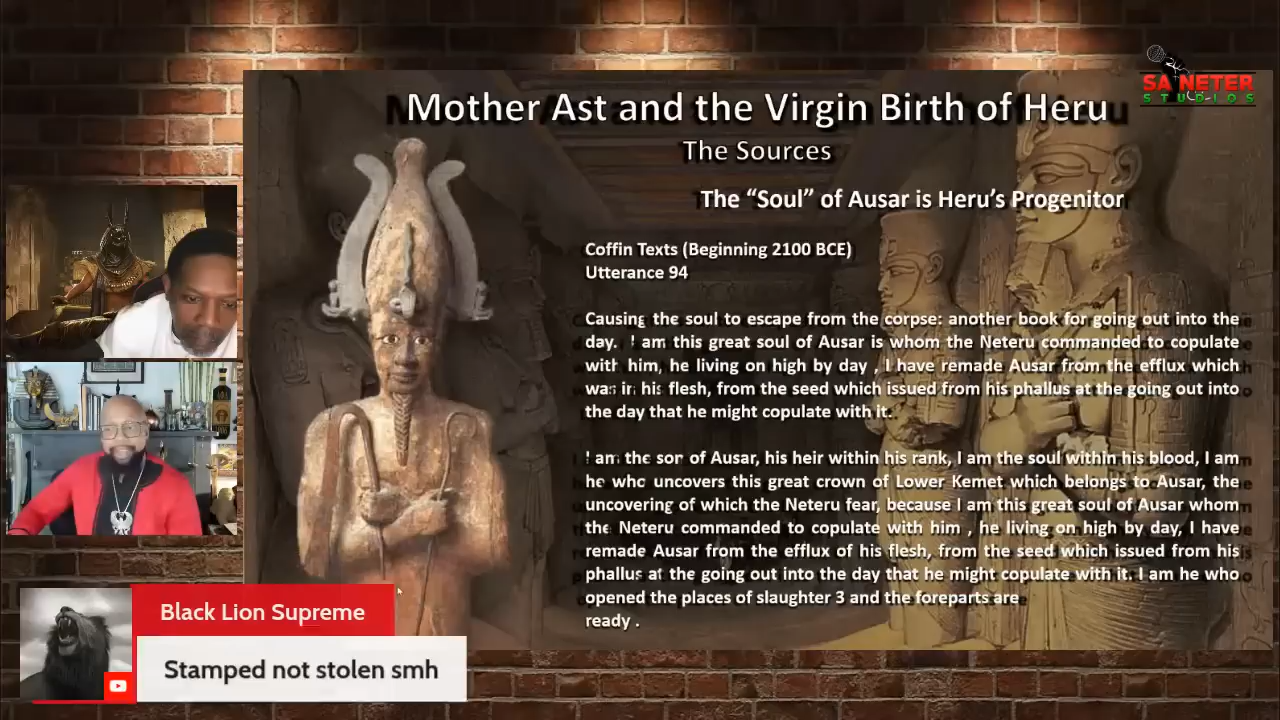 SA NETER
STUDIOS
Mother Ast and the Virgin Birth of Heru
The Sources
The “Soul” of Ausar is Heru’s Progenitor
Coffin Texts (Beginning 2100 BCE)
Utterance 94
Causing the soul to escape from the corpse: another book for going out into the
day. I am this great soul of Ausar is whom the Neteru commanded to copulate
with him, he living on high by day , I have remade Ausar from the efflux which
was in his flesh, from the seed which issued from his phallus at the going out into
the day that he might copulate with it.
I am the son of Ausar, his heir within his rank, I am the soul within his blood, I am
he who uncovers this great crown of Lower Kemet which belongs to Ausar, the
uncovering of which the Neteru fear, because I am this great soul of Ausar whom
the Neteru commanded to copulate with him , he living on high by day, I have
remade Ausar from the efflux of his flesh, from the seed which issued from his
phallus at the going out into the day that he might copulate with it. I am he who
opened the places of slaughter 3 and the foreparts are
ready .
Black Lion Supreme
Stamped not stolen smh